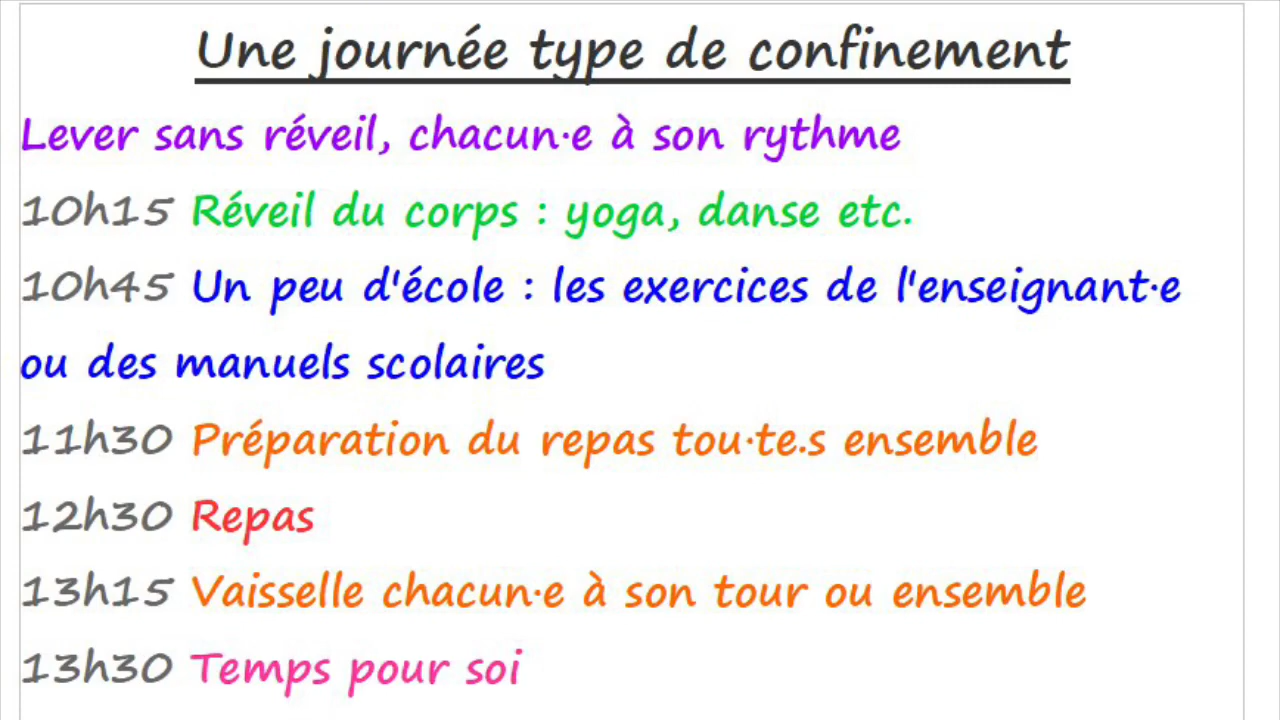 Une journée type de confinement
Lever sans réveil, chacun·e à son rythme
10h15 Réveil du corps : yoga, danse etc.
10h45 Un peu d'école : les exercices de l'enseignant·e
ou des manuels scolaires
11h30 Préparation du repas tou·te.s ensemble
12h30 Repas
13h15 Vaisselle chacun·e à son tour ou ensemble
13h30 Temps pour soi